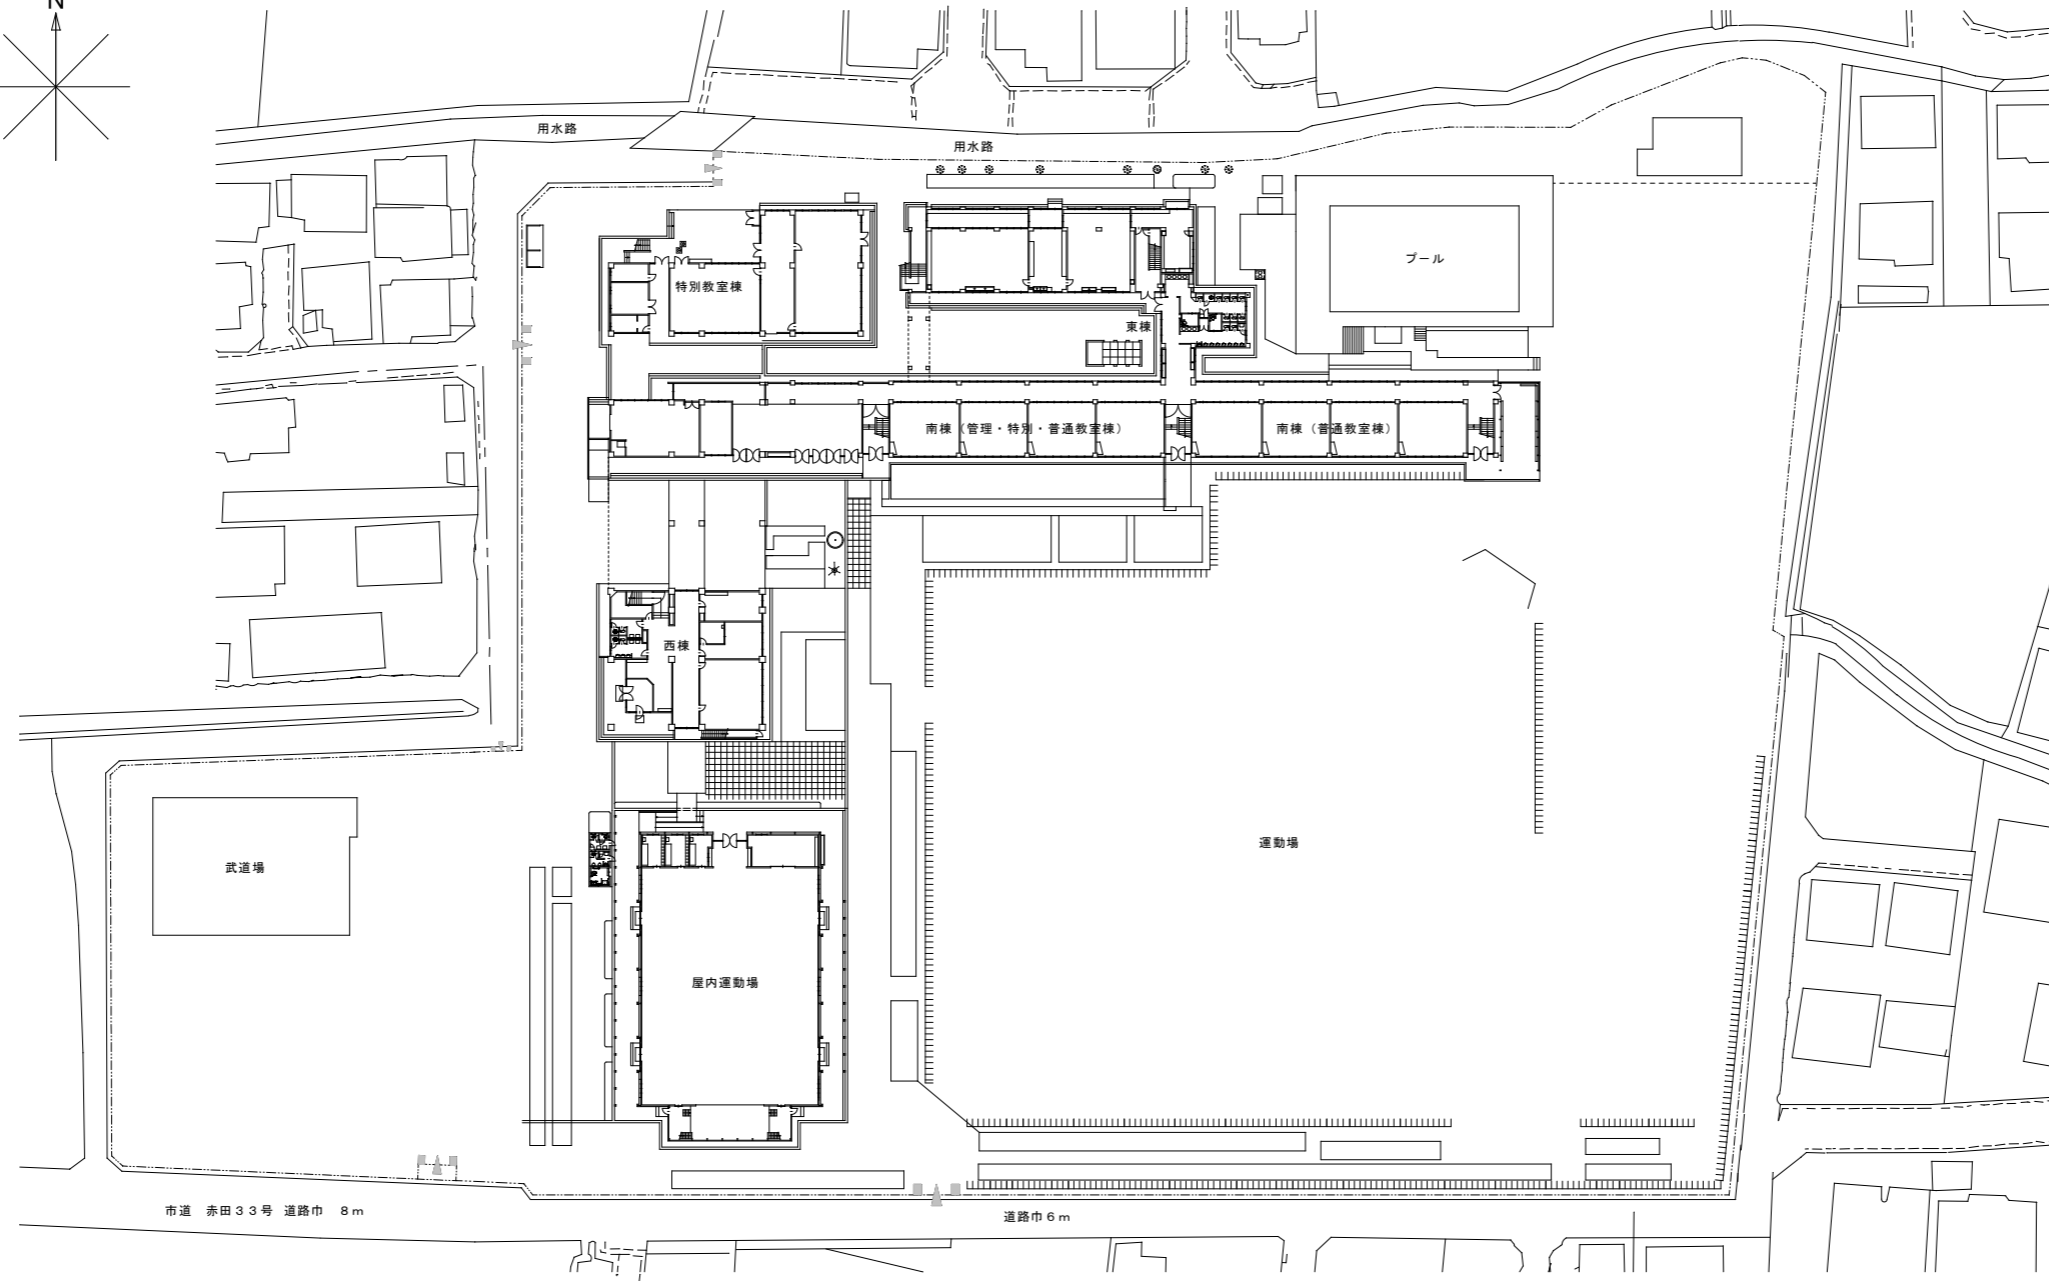 N
用水路
用水路
プール
特別教室棟
東棟
南棟（管理・特別・普通教室棟）
南棟（普通教室棟）
西棟
運動場
武道場
屋内運動場
市道　赤田３３号　道路巾　８ｍ
道路巾６ｍ